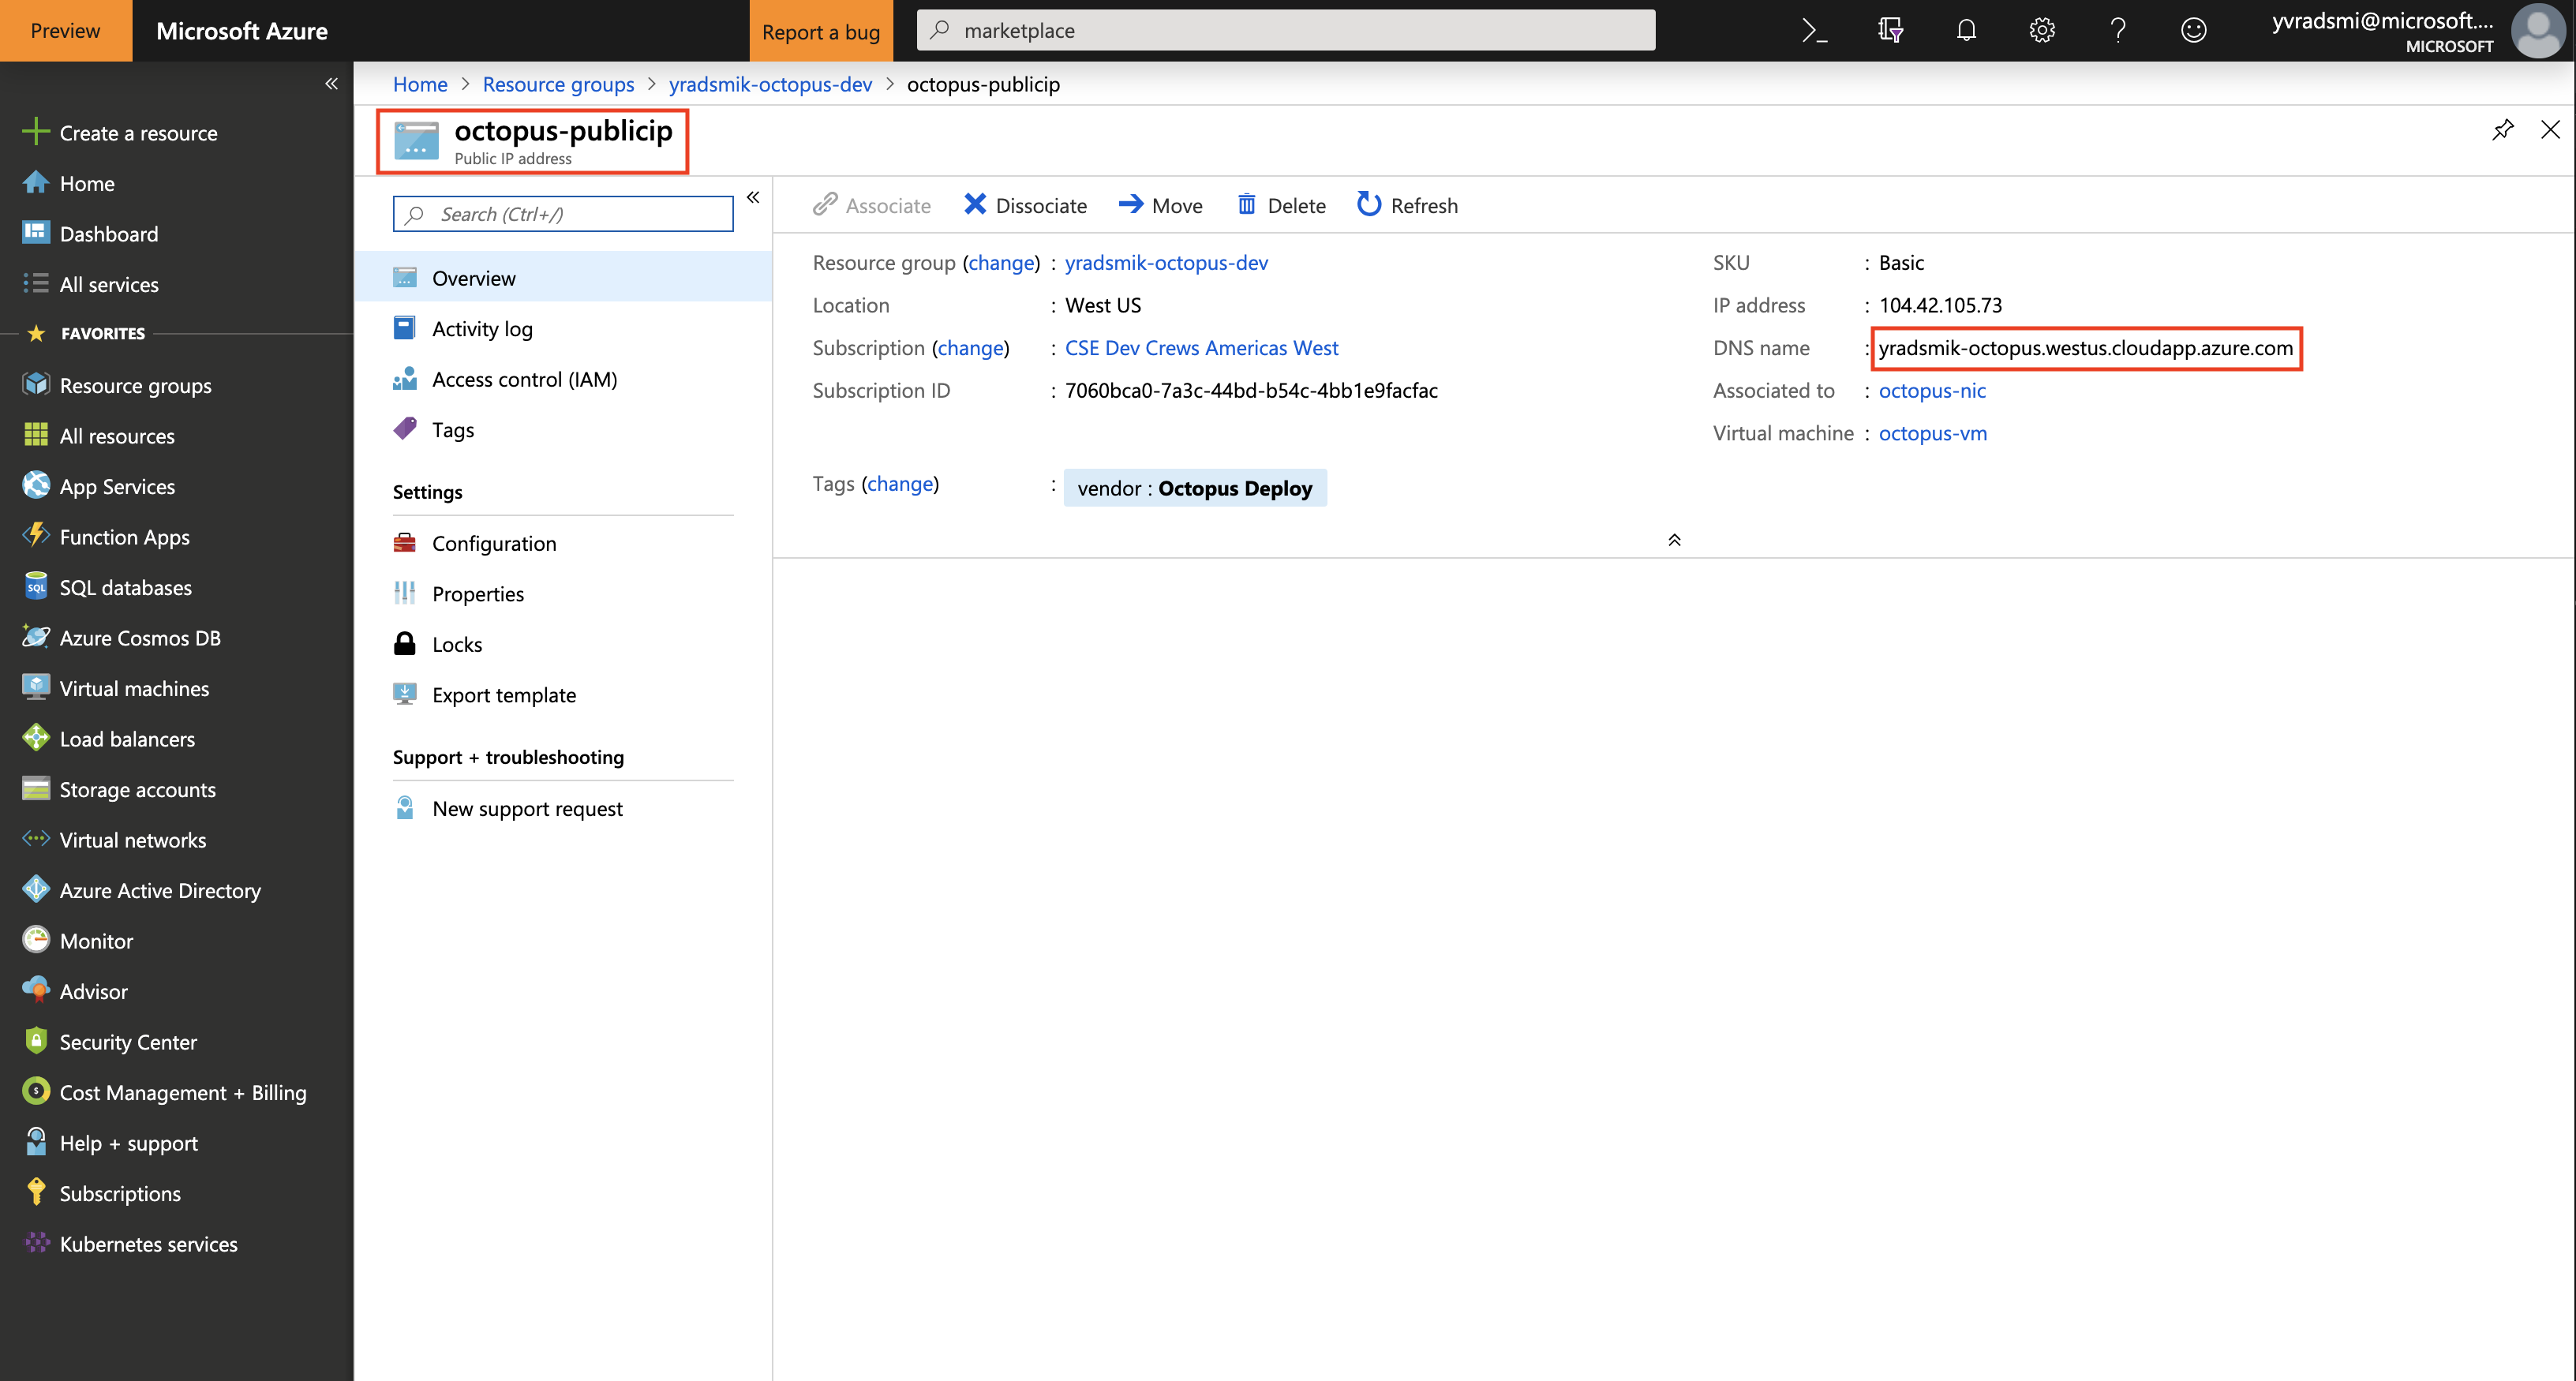 Preview
Microsoft Azure
Report a bug
marketplace
yvradsmi@microsoft....
MICROSOFT
Home > Resource groups > yradsmik-octopus-dev > octopus-publicip
octopus-publicip
Public IP address
Create a resource
Home
Dashboard
All services
FAVORITES
Resource groups
All resources
App Services
Function Apps
SQL databases
Azure Cosmos DB
Virtual machines
Load balancers
Storage accounts
Virtual networks
Azure Active Directory
Monitor
Advisor
Security Center
Cost Management + Billing
Help + support
Subscriptions
Kubernetes services
Search (Ctrl+/)
Overview
Activity log
Access control (IAM)
Tags
Settings
Configuration
Properties
Locks
Export template
Support + troubleshooting
New support request
Associate Dissociate Move Delete Refresh
Resource group (change) : yradsmik-octopus-dev
Location : West US
Subscription (change) : CSE Dev Crews Americas West
Subscription ID : 7060bca0-7a3c-44bd-b54c-4bb1e9facfac
Tags (change) : vendor : Octopus Deploy
SKU : Basic
IP address : 104.42.105.73
DNS name : yradsmik-octopus.westus.cloudapp.azure.com
Associated to : octopus-nic
Virtual machine : octopus-vm